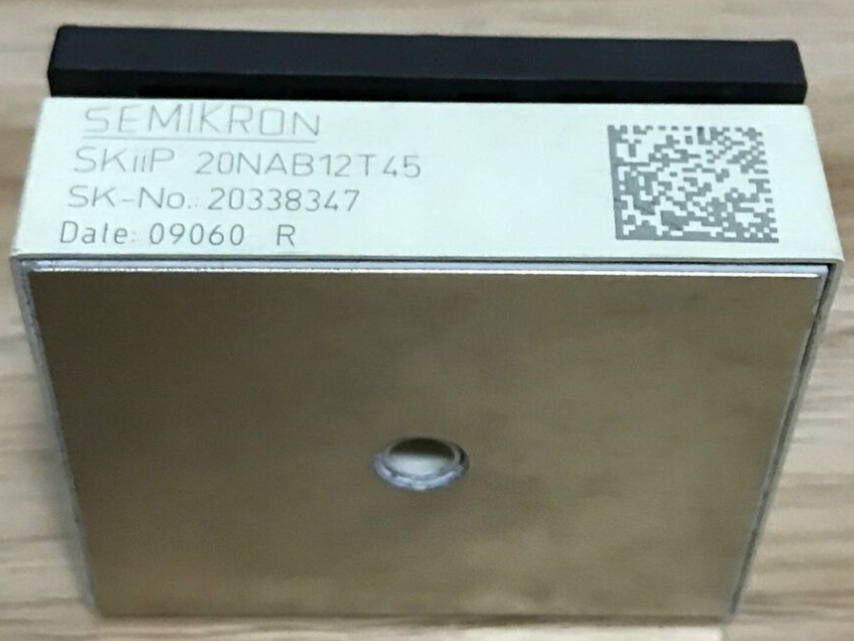 SEMIKRON
SKiiP 20NAB12T45
SK-No.: 20338347
Date: 09060 R